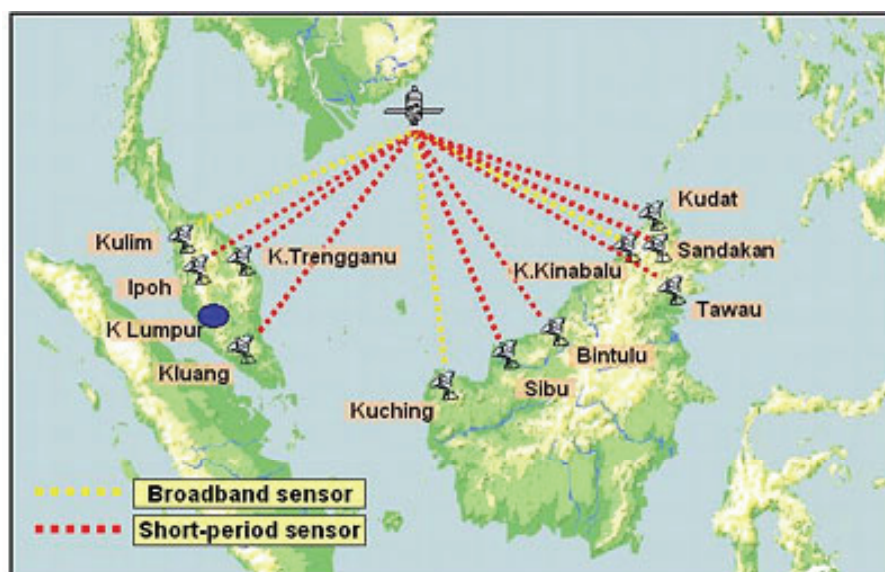 Kudat
Kulim
K.Trengganu
K.Kinabalu
Sandakan
Ipoh
Tawau
K Lumpur
Bintulu
Kluang
Sibu
Kuching
Broadband sensor
Short-period sensor